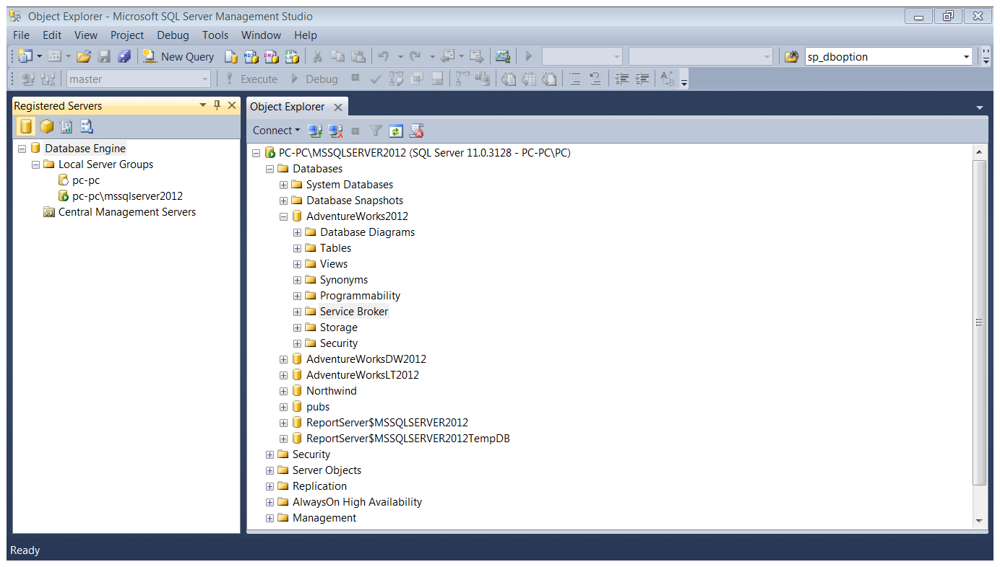 Object Explorer - Microsoft SQL Server Management Studio
File Edit View Project Debug Tools Window Help
New Query sp_dboption
master Execute Debug
Registered Servers
Database Engine
Local Server Groups
pc-pc
pc-pc\mssqlserver2012
Central Management Servers
Object Explorer
Connect
PC-PC\MSSQLSERVER2012 (SQL Server 11.0.3128 - PC-PC\PC)
Databases
System Databases
Database Snapshots
AdventureWorks2012
Database Diagrams
Tables
Views
Synonyms
Programmability
Service Broker
Storage
Security
AdventureWorksDW2012
AdventureWorksLT2012
Northwind
pubs
ReportServer$MSSQLSERVER2012
ReportServer$MSSQLSERVER2012TempDB
Security
Server Objects
Replication
AlwaysOn High Availability
Management
Ready